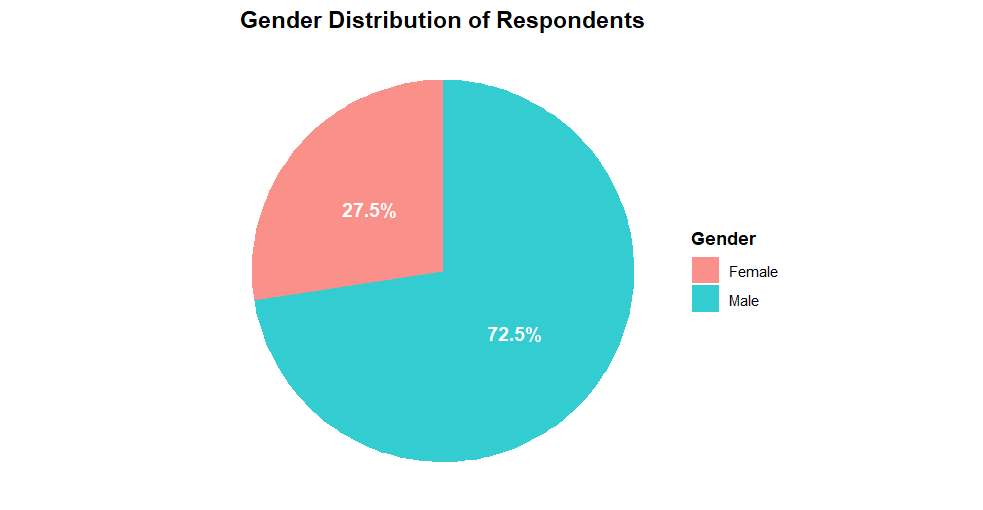 Gender Distribution of Respondents
27.5%
72.5%
Gender
Female
Male